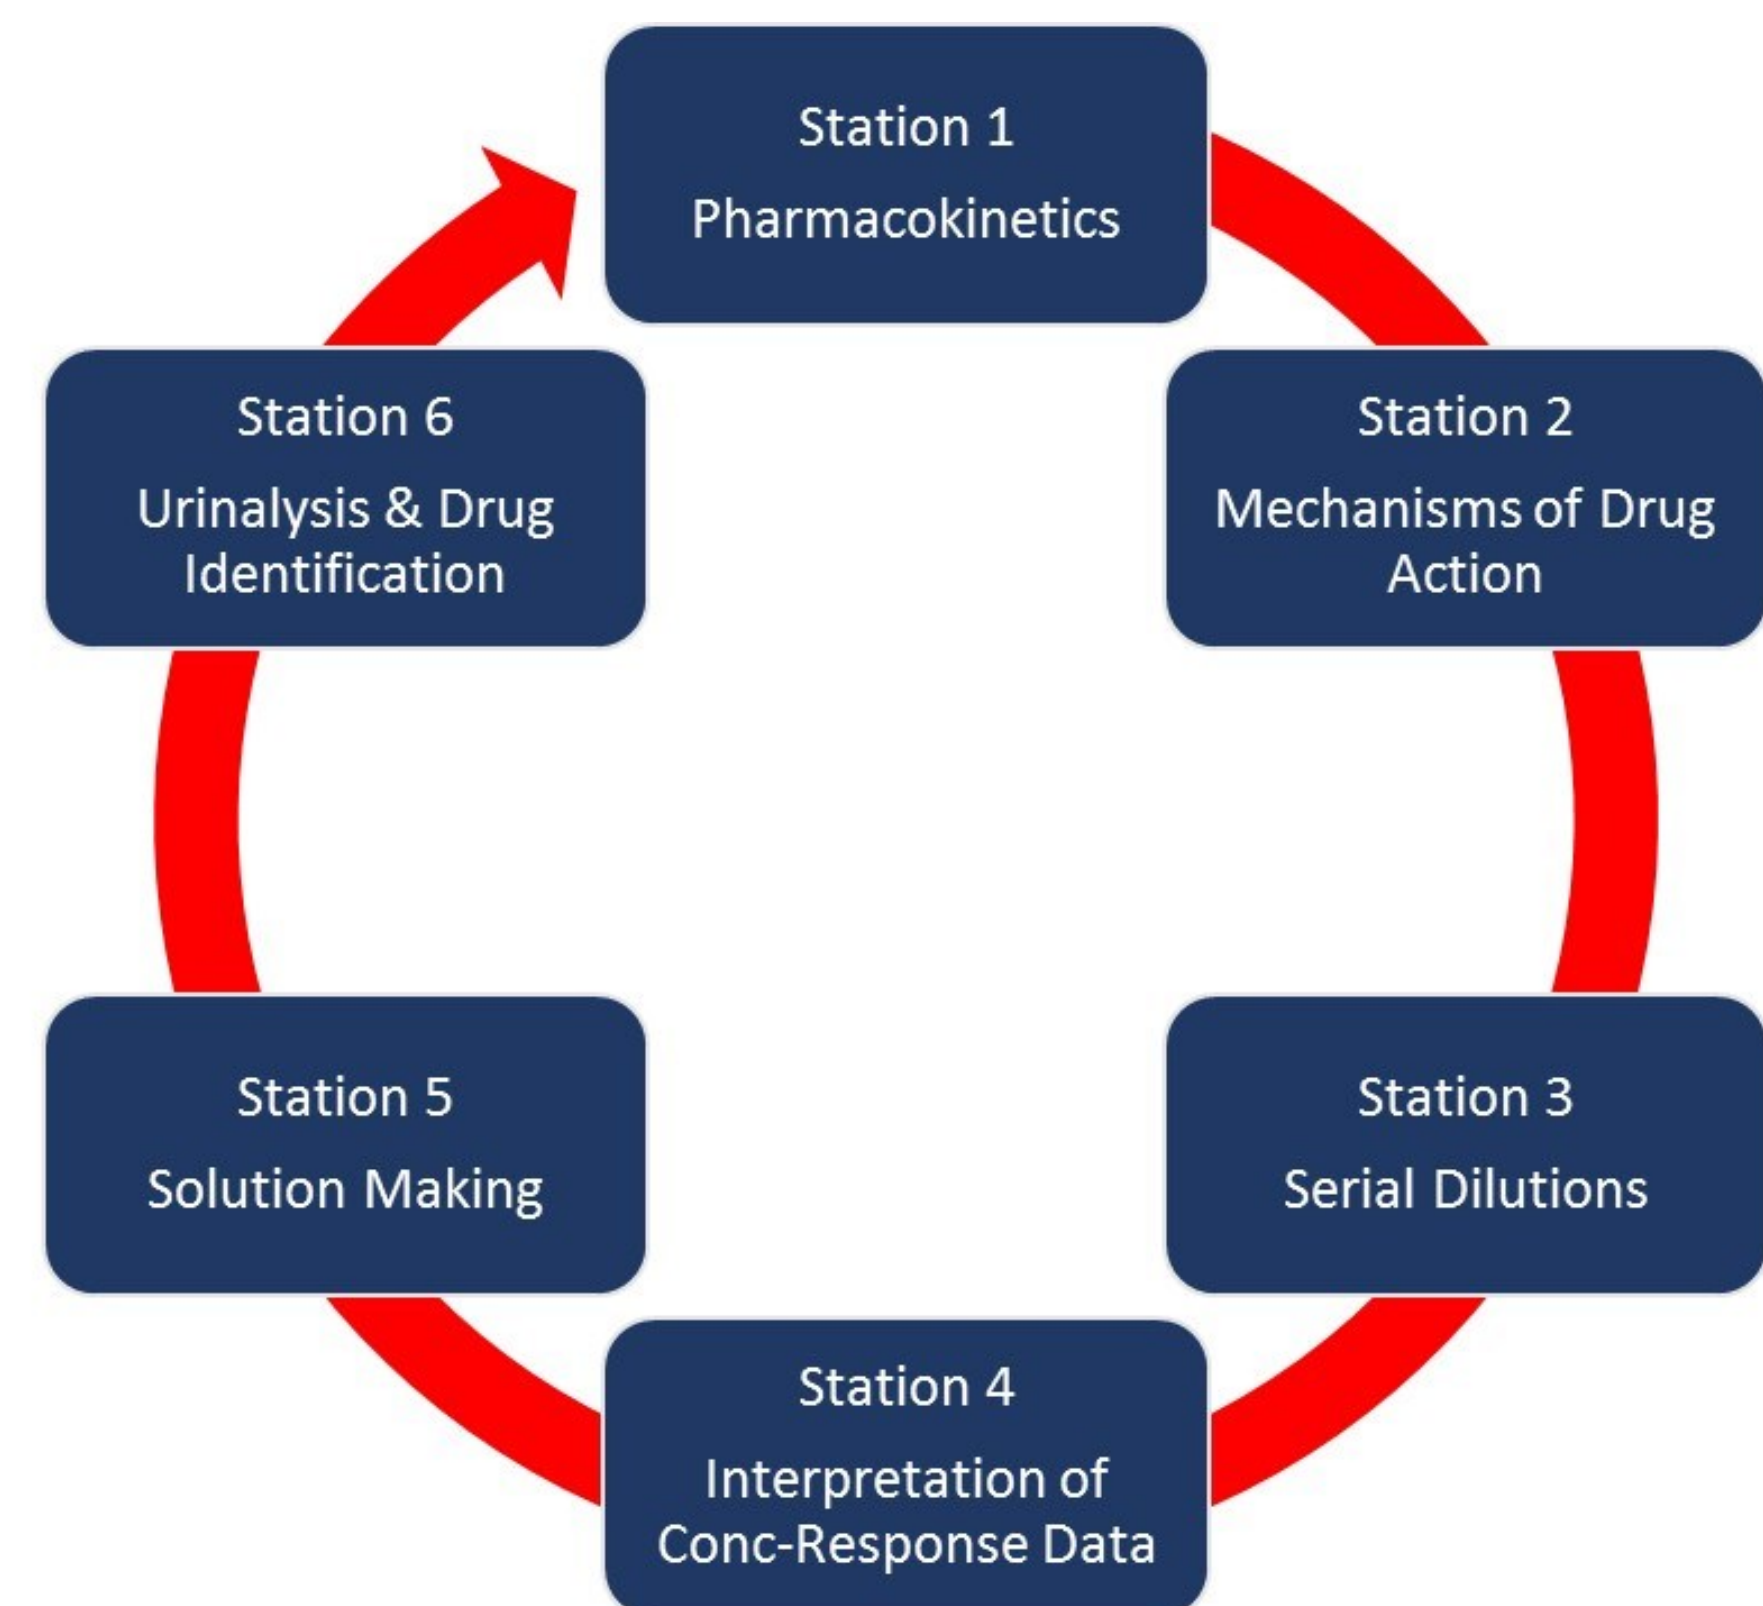 Station 1
Pharmacokinetics
Station 2
Mechanisms of Drug
Action
Station 3
Serial Dilutions
Station 4
Interpretation of
Conc-Response Data
Station 5
Solution Making
Station 6
Urinalysis & Drug
Identification